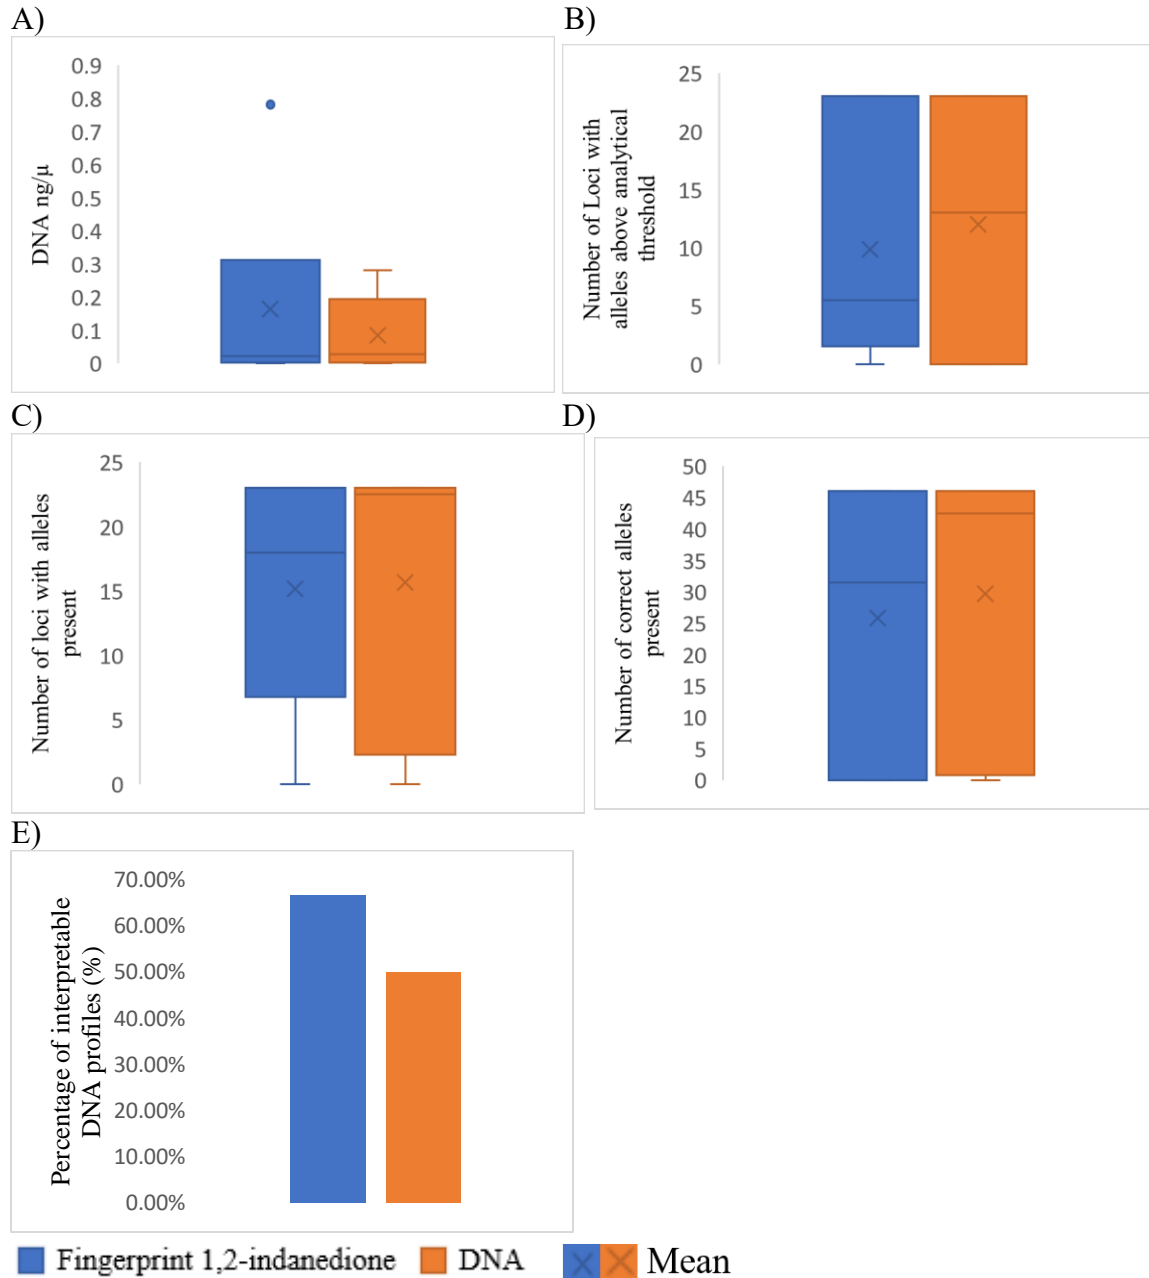 A)
DNA ng/μ
0.9
0.8
0.7
0.6
0.5
0.4
0.3
0.2
0.1
0
B)
Number of Loci with
alleles above analytical
threshold
25
20
15
10
5
0
C)
Number of loci with alleles
present
25
20
15
10
5
0
D)
Number of correct alleles
present
50
45
40
35
30
25
20
15
10
5
0
E)
Percentage of interpretable
DNA profiles (%)
70.00%
60.00%
50.00%
40.00%
30.00%
20.00%
10.00%
0.00%
Fingerprint 1,2-indanedione
DNA
Mean